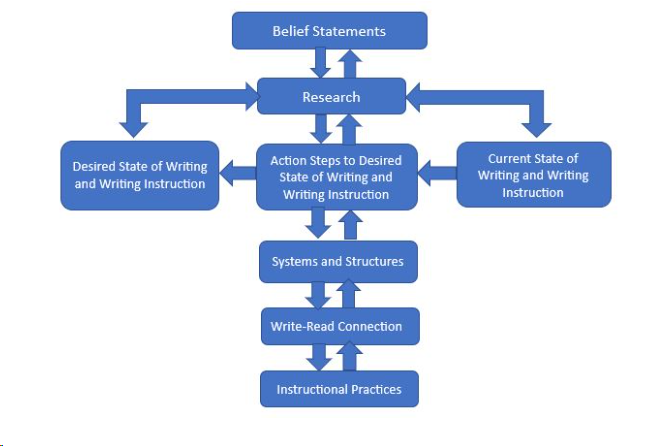 Belief Statements
Research
Desired State of Writing
and Writing Instruction
Action Steps to Desired
State of Writing and
Writing Instruction
Current State of
Writing and Writing
Instruction
Systems and Structures
Write-Read Connection
Instructional Practices